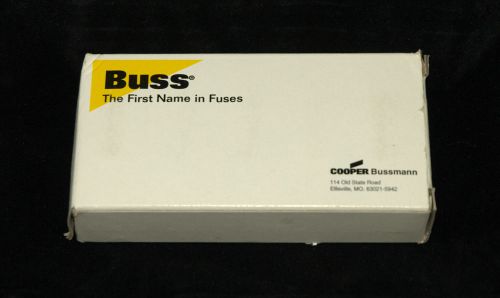 Buss®
The First Name in Fuses
COOPER Bussmann
114 Old State Road
Ellisville, MO. 63021-5942